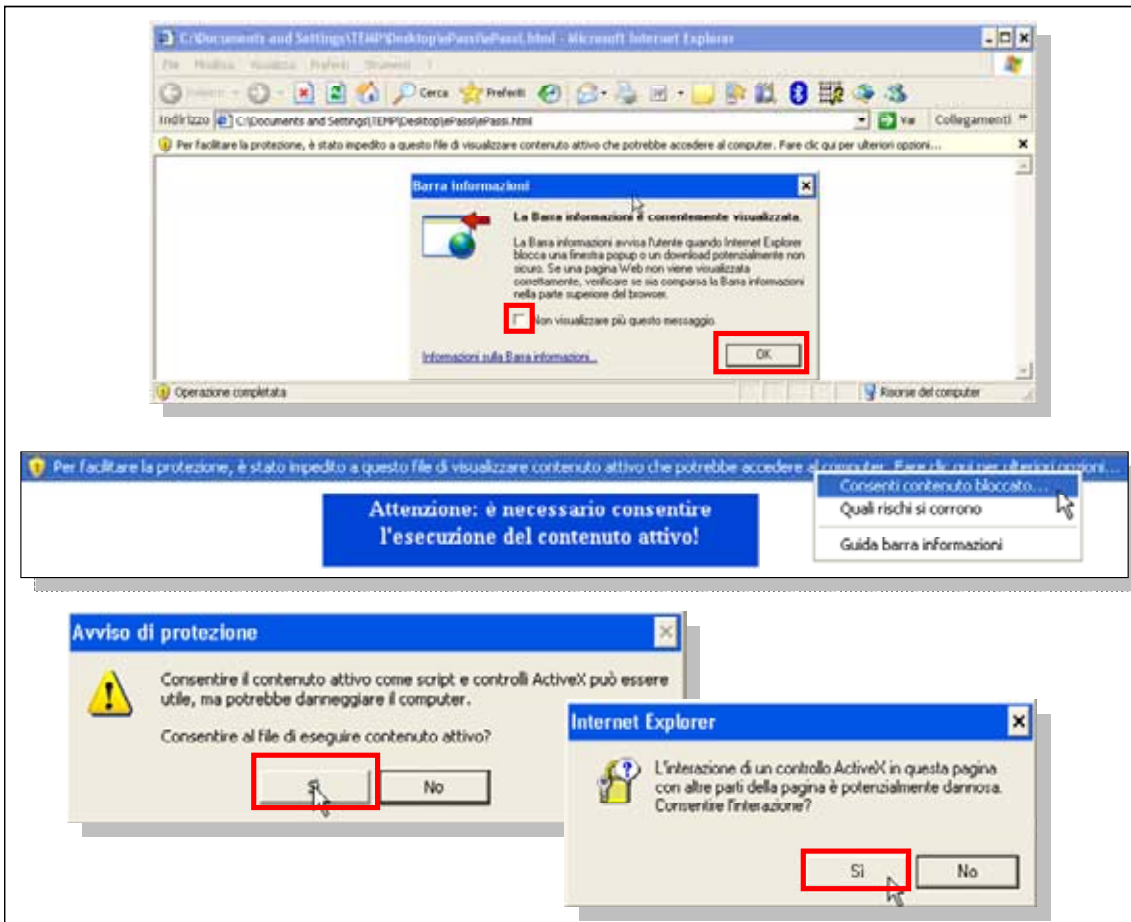 C:\Documents and Settings\TEMP\Desktop\ePassi\ePassi.html - Microsoft Internet Explorer
File Modifica Visualizza Preferiti Strumenti ?
Cerca Preferiti
Indirizzo C:\Documents and Settings\TEMP\Desktop\ePassi\ePassi.html Vai Collegamenti »
Per facilitare la protezione, è stato impedito a questo file di visualizzare contenuto attivo che potrebbe accedere al computer. Fare clic qui per ulteriori opzioni...
Barra informazioni
La Barra informazioni è correntemente visualizzata.
La Barra informazioni avvisa l'utente quando Internet Explorer
blocca una finestra popup o un download potenzialmente non
sicuro. Se una pagina Web non viene visualizzata
correttamente, verificare se sia comparsa la Barra informazioni
nella parte superiore del browser.
Non visualizzare più questo messaggio
Informazioni sulla Barra informazioni...
OK
Operazione completata Risorse del computer
Per facilitare la protezione, è stato impedito a questo file di visualizzare contenuto attivo che potrebbe accedere al computer. Fare clic qui per ulteriori opzioni...
Consenti contenuto bloccato...
Quali rischi si corrono
Guida barra informazioni
Attenzione: è necessario consentire
l'esecuzione del contenuto attivo!
Avviso di protezione
Consentire il contenuto attivo come script e controlli ActiveX può essere
utile, ma potrebbe danneggiare il computer.
Consentire al file di eseguire contenuto attivo?
Sì No
Internet Explorer
L'interazione di un controllo ActiveX in questa pagina
con altre parti della pagina è potenzialmente dannosa.
Consentire l'interazione?
Sì No